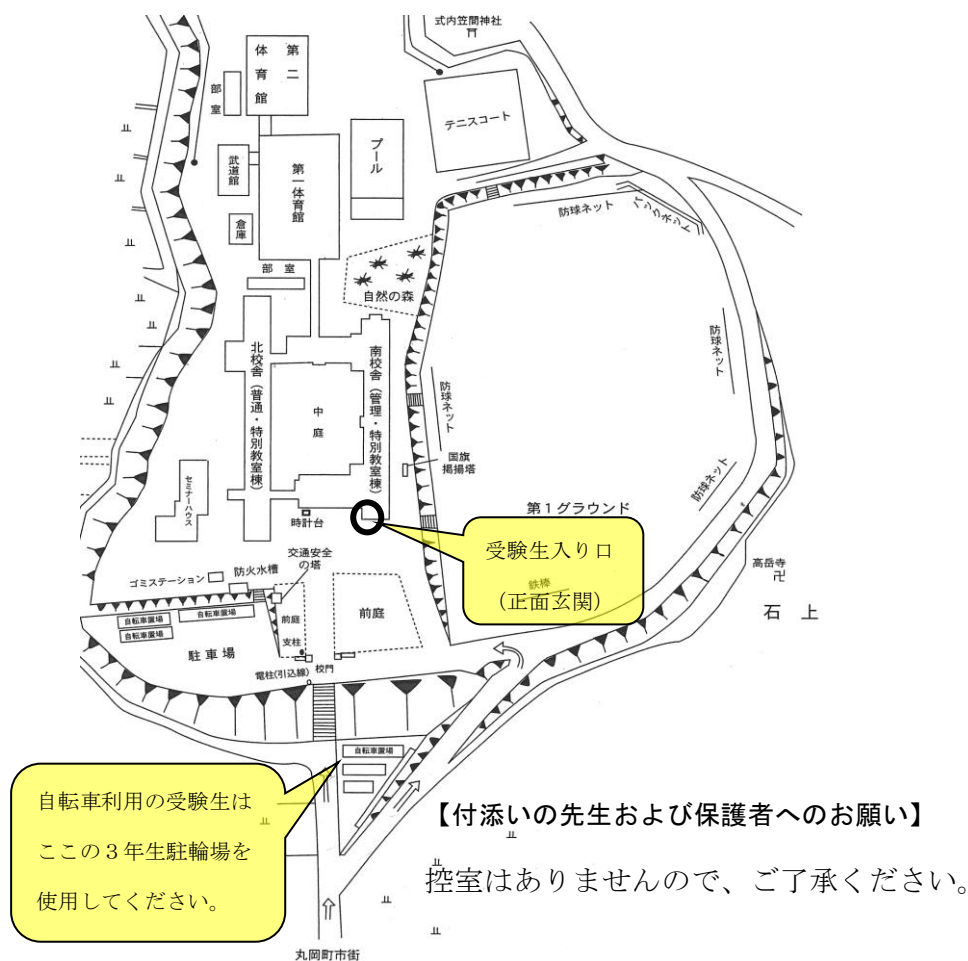 式内笠間神社
第二
体育館
部室
テニスコート
プール
武道館
第一体育館
倉庫
防球ネット
バックネット
部室
自然の森
防球ネット
北校舎（普通・特別教室棟）
南校舎（管理・特別教室棟）
中庭
防球ネット
国旗
掲揚塔
防球ネット
セミナーハウス
時計台
第１グラウンド
受験生入り口
(正面玄関)
交通安全
の塔
防火水槽
ゴミステーション
鉄棒
高岳寺
石上
自転車置場
自転車置場
自転車置場
前庭
前庭
支柱
駐車場
電柱(引込線)
校門
自転車置場
自転車利用の受験生は
ここの３年生駐輪場を
使用してください。
【付添いの先生および保護者へのお願い】
控室はありませんので、ご了承ください。
丸岡町市街